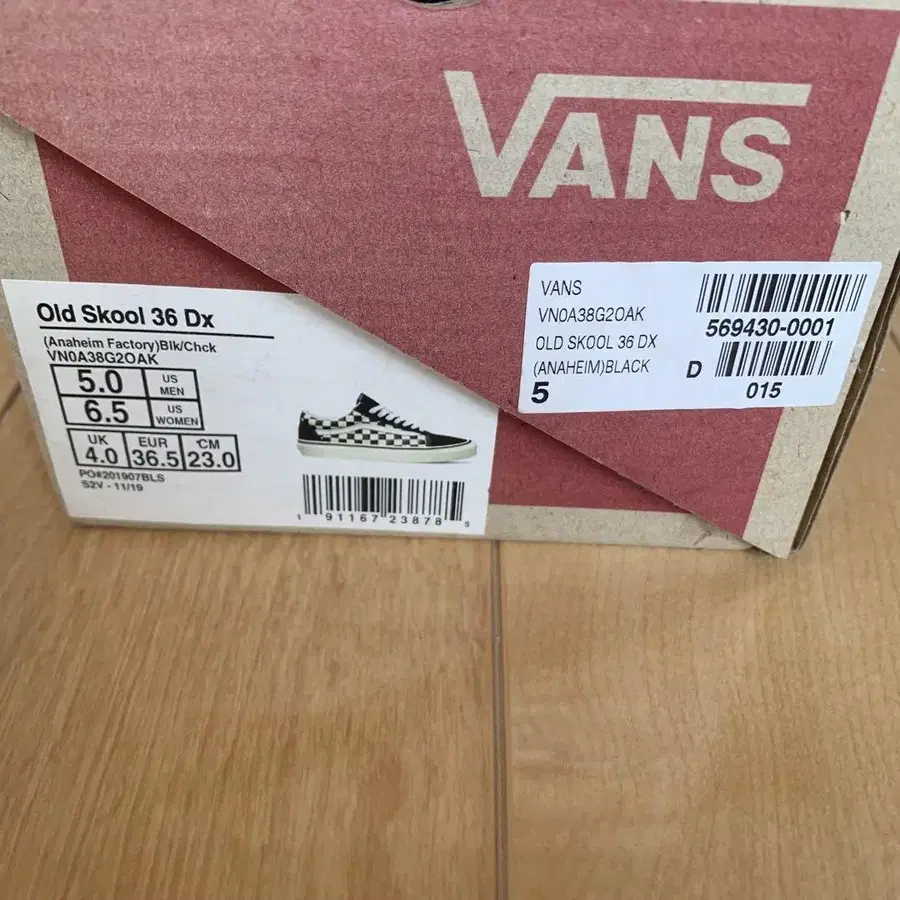 VANS
Old Skool 36 Dx
(Anaheim Factory)Blk/Chck
VN0A38G2OAK
5.0 US MEN
6.5 US WOMEN
UK EUR CM
4.0 36.5 23.0
PO#201907BLS
S2V - 11/19
1 91167 23878 5
VANS
VN0A38G2OAK
OLD SKOOL 36 DX
(ANAHEIM)BLACK
5
569430-0001
D
015